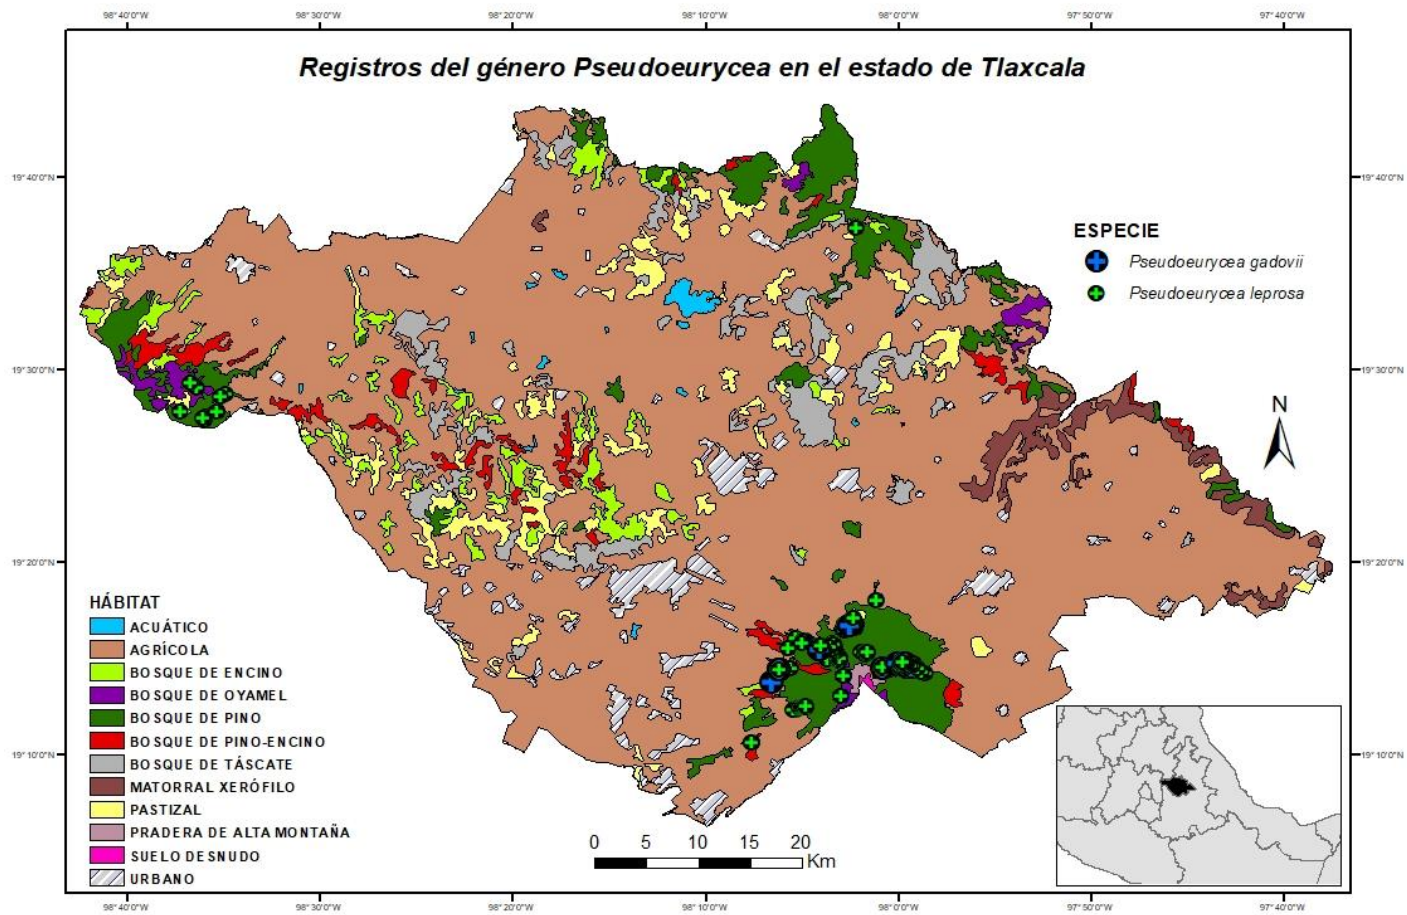 98°40'0"W 98°30'0"W 98°20'0"W 98°10'0"W 98°0'0"W 97°50'0"W 97°40'0"W
Registros del género Pseudoeurycea en el estado de Tlaxcala
19°40'0"N 19°40'0"N
ESPECIE
Pseudoeurycea gadovii
Pseudoeurycea leprosa
19°30'0"N 19°30'0"N
N
19°20'0"N 19°20'0"N
HÁBITAT
ACUÁTICO
AGRÍCOLA
BOSQUE DE ENCINO
BOSQUE DE OYAMEL
BOSQUE DE PINO
BOSQUE DE PINO-ENCINO
BOSQUE DE TÁSCATE
MATORRAL XERÓFILO
PASTIZAL
PRADERA DE ALTA MONTAÑA
SUELO DESNUDO
URBANO
19°10'0"N 19°10'0"N
0 5 10 15 20
Km
98°40'0"W 98°30'0"W 98°20'0"W 98°10'0"W 98°0'0"W 97°50'0"W 97°40'0"W